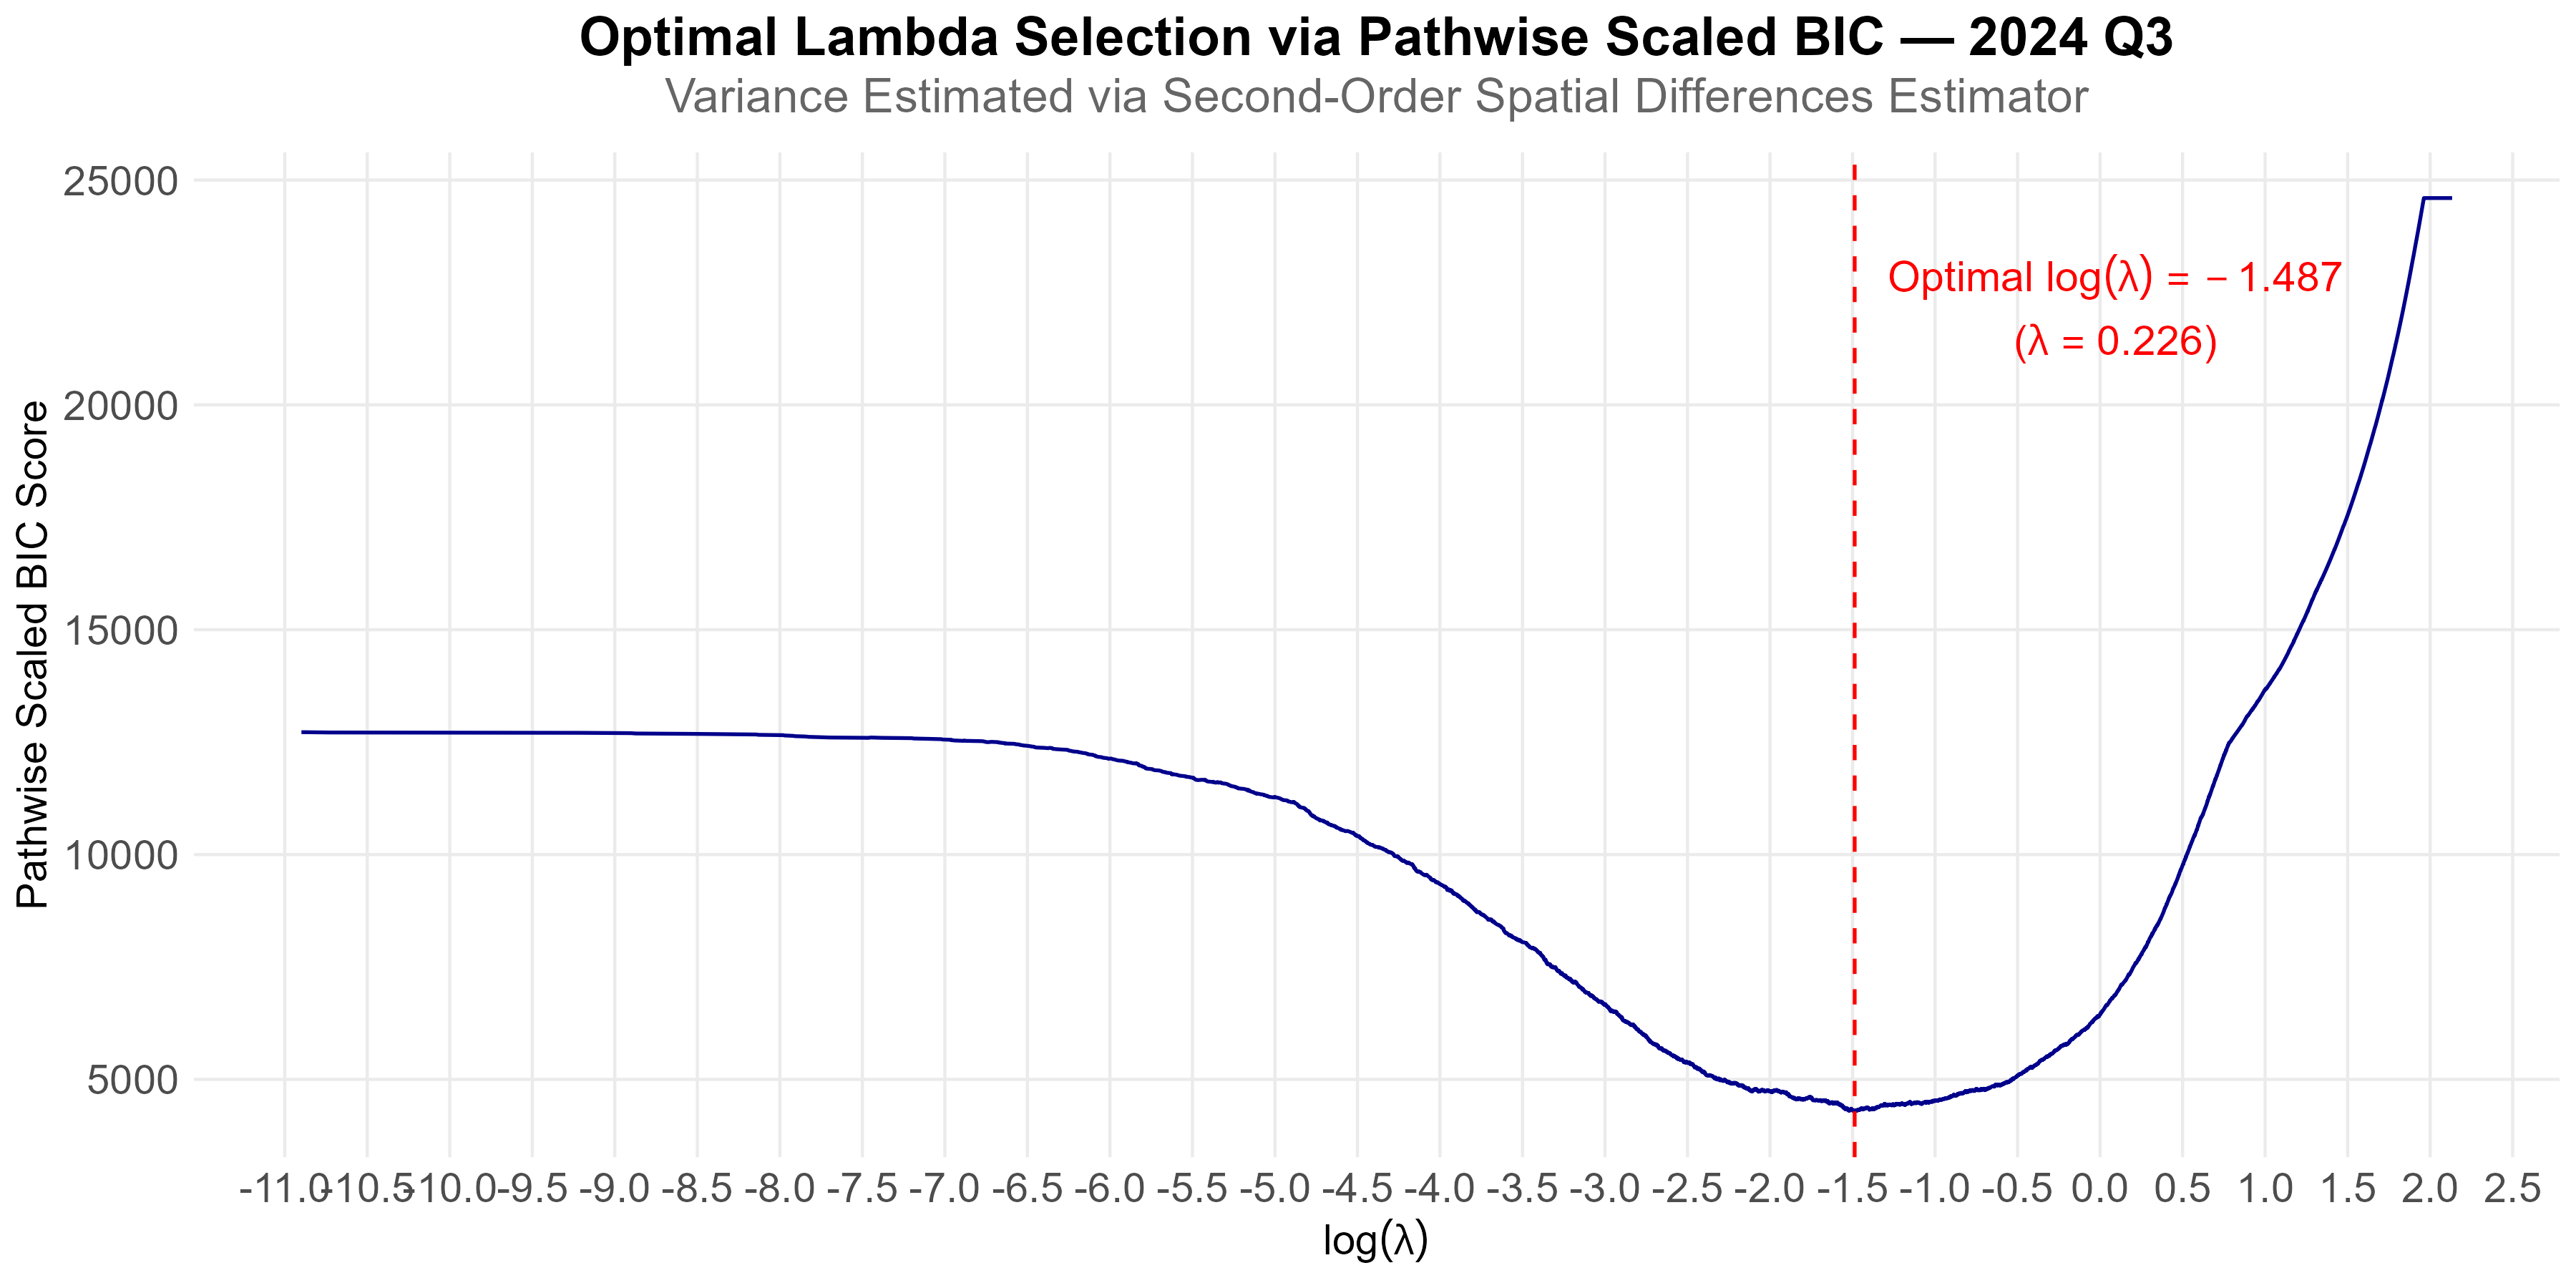 Optimal Lambda Selection via Pathwise Scaled BIC — 2024 Q3
Variance Estimated via Second-Order Spatial Differences Estimator
Pathwise Scaled BIC Score
25000
20000
15000
10000
5000
Optimal log(λ) = − 1.487
(λ = 0.226)
-11.0 -10.5 -10.0 -9.5 -9.0 -8.5 -8.0 -7.5 -7.0 -6.5 -6.0 -5.5 -5.0 -4.5 -4.0 -3.5 -3.0 -2.5 -2.0 -1.5 -1.0 -0.5 0.0 0.5 1.0 1.5 2.0 2.5
log(λ)